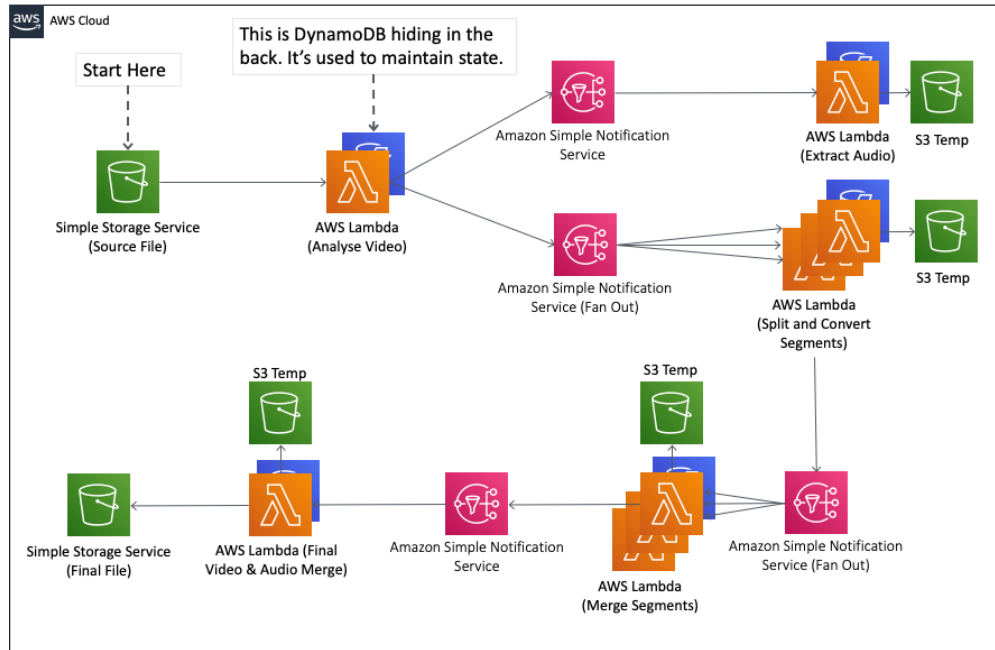 aws
AWS Cloud
Start Here
This is DynamoDB hiding in the
back. It’s used to maintain state.
Simple Storage Service
(Source File)
AWS Lambda
(Analyse Video)
Amazon Simple Notification
Service
AWS Lambda
(Extract Audio)
S3 Temp
Amazon Simple Notification
Service (Fan Out)
AWS Lambda
(Split and Convert
Segments)
S3 Temp
S3 Temp
S3 Temp
Simple Storage Service
(Final File)
AWS Lambda (Final
Video & Audio Merge)
Amazon Simple Notification
Service
AWS Lambda
(Merge Segments)
Amazon Simple Notification
Service (Fan Out)